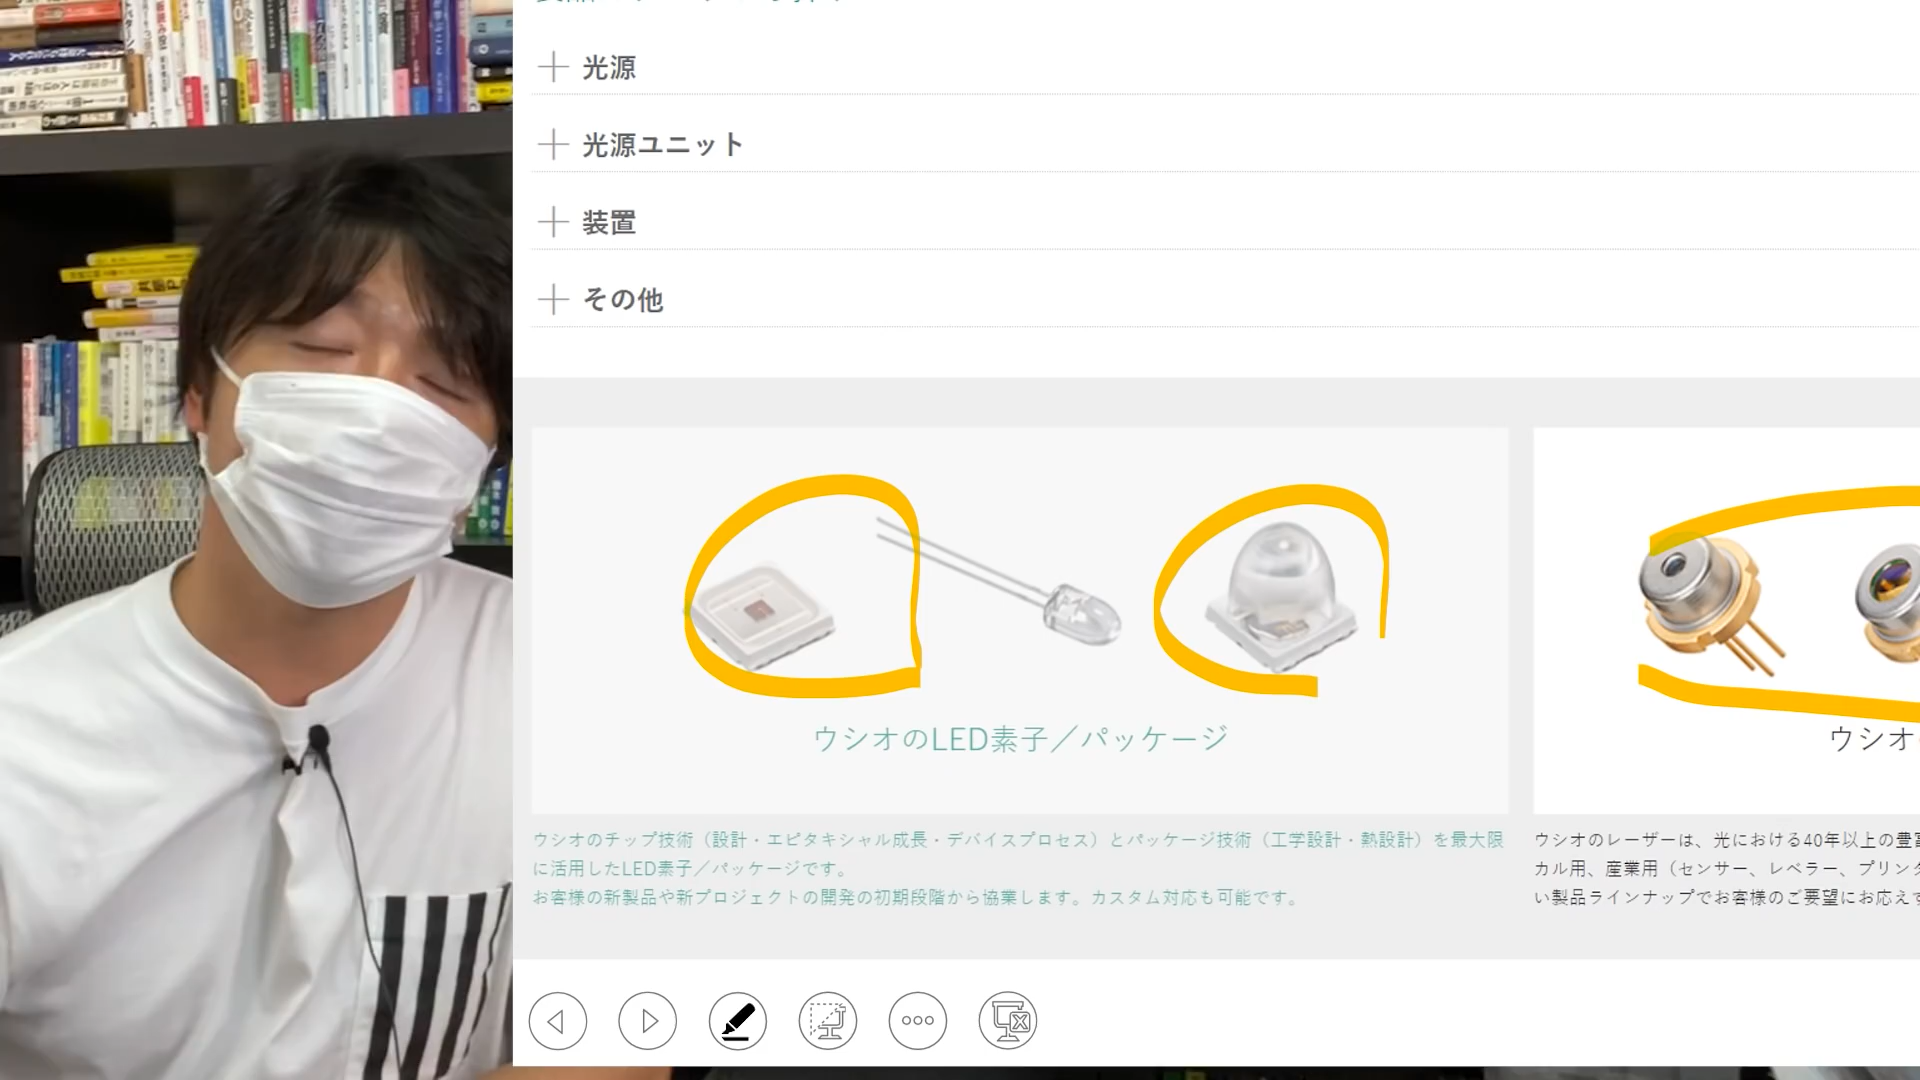 光源
光源ユニット
装置
その他
ウシオのLED素子／パッケージ
ウシオのチップ技術（設計・エピタキシャル成長・デバイスプロセス）とパッケージ技術（工学設計・熱設計）を最大限
に活用したLED素子／パッケージです。
お客様の新製品や新プロジェクトの開発の初期段階から協業します。カスタム対応も可能です。
ウシオ
ウシオのレーザーは、光における40年以上の豊富
カル用、産業用（センサー、レベラー、プリンタ
い製品ラインナップでお客様のご要望にお応えす